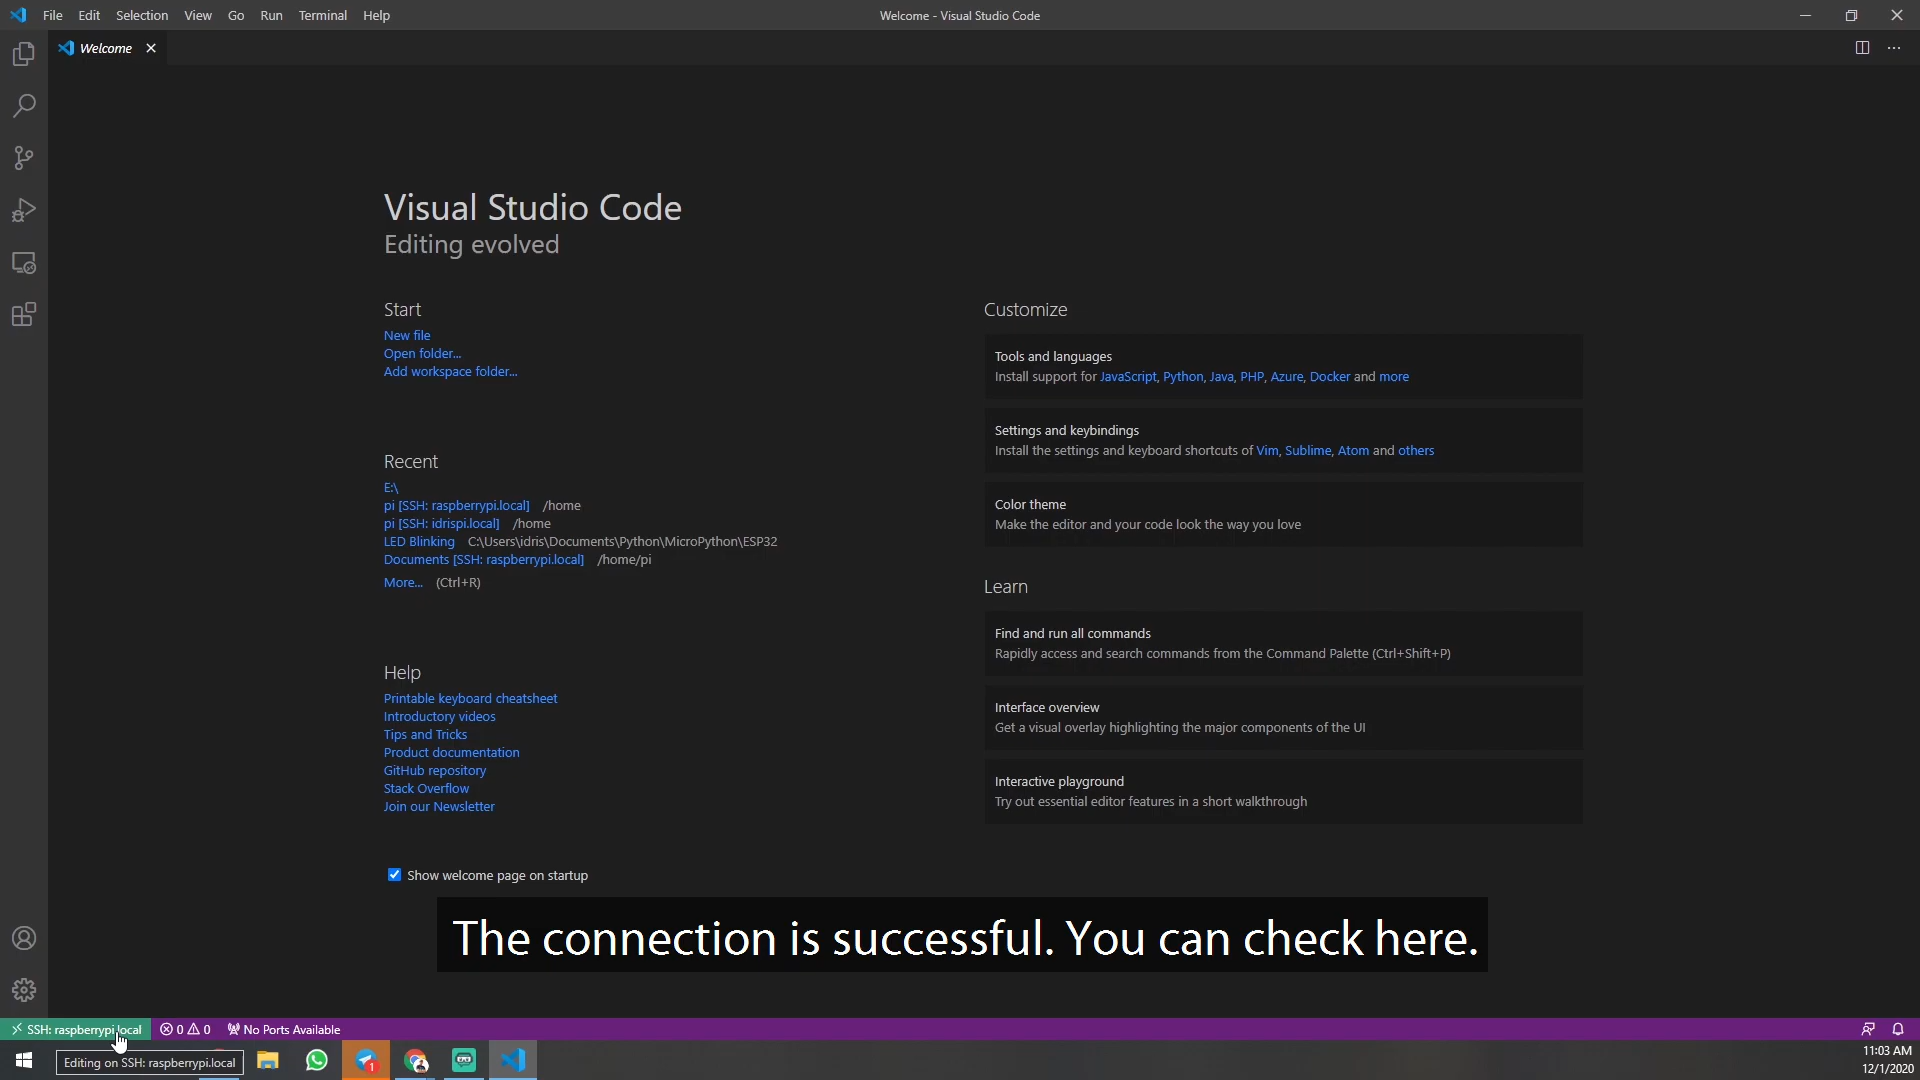 File Edit Selection View Go Run Terminal Help
Welcome - Visual Studio Code
Welcome
Visual Studio Code
Editing evolved
Start
New file
Open folder...
Add workspace folder...
Recent
E:\
pi [SSH: raspberrypi.local] /home
pi [SSH: idrispi.local] /home
LED Blinking C:\Users\idris\Documents\Python\MicroPython\ESP32
Documents [SSH: raspberrypi.local] /home/pi
More... (Ctrl+R)
Help
Printable keyboard cheatsheet
Introductory videos
Tips and Tricks
Product documentation
GitHub repository
Stack Overflow
Join our Newsletter
Show welcome page on startup
Customize
Tools and languages
Install support for JavaScript, Python, Java, PHP, Azure, Docker and more
Settings and keybindings
Install the settings and keyboard shortcuts of Vim, Sublime, Atom and others
Color theme
Make the editor and your code look the way you love
Learn
Find and run all commands
Rapidly access and search commands from the Command Palette (Ctrl+Shift+P)
Interface overview
Get a visual overlay highlighting the major components of the UI
Interactive playground
Try out essential editor features in a short walkthrough
The connection is successful. You can check here.
SSH: raspberrypi.local 0 0 No Ports Available
Editing on SSH: raspberrypi.local
1
11:03 AM
12/1/2020